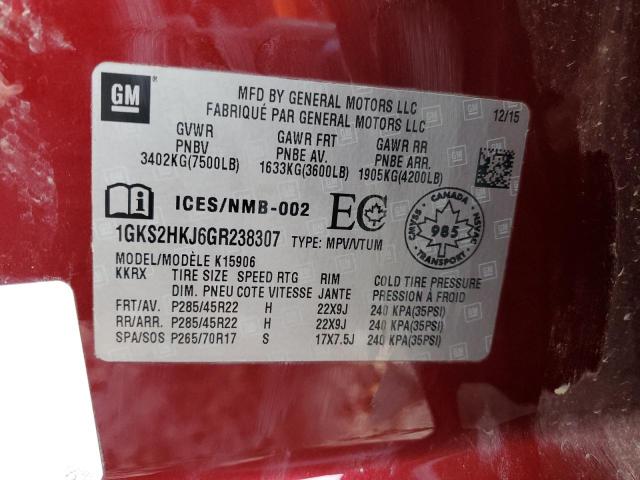 GM
MFD BY GENERAL MOTORS LLC
FABRIQUÉ PAR GENERAL MOTORS LLC
12/15
GVWR GAWR FRT GAWR RR
PNBV PNBE AV. PNBE ARR.
3402KG(7500LB) 1633KG(3600LB) 1905KG(4200LB)
ICES/NMB-002 EC
CANADA
CMVSS 985 NSVAC
TRANSPORT
1GKS2HKJ6GR238307 TYPE: MPV/VTUM
MODEL/MODÈLE K15906
KKRX TIRE SIZE SPEED RTG RIM COLD TIRE PRESSURE
DIM. PNEU COTE VITESSE JANTE PRESSION À FROID
FRT/AV. P285/45R22 H 22X9J 240 KPA(35PSI)
RR/ARR. P285/45R22 H 22X9J 240 KPA(35PSI)
SPA/SOS P265/70R17 S 17X7.5J 240 KPA(35PSI)